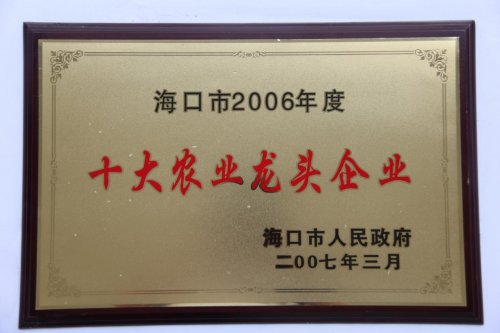 海口市2006年度
十大农业龙头企业
海口市人民政府
二00七年三月